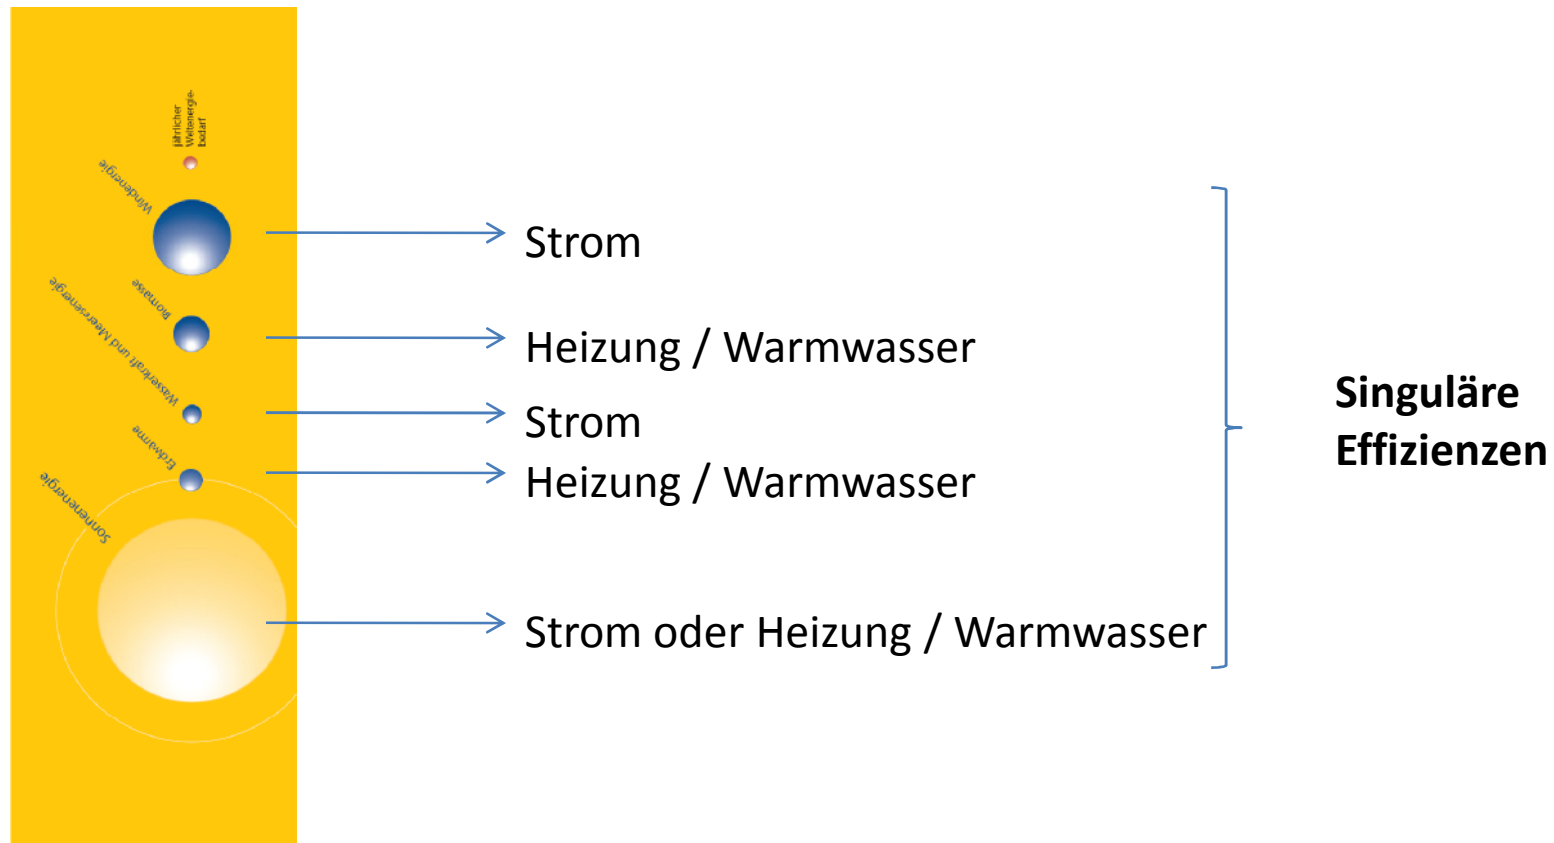 jährlicher
Weltenergie-
bedarf
Windenergie
Biomasse
Wasserkraft und Meeresenergie
Erdwärme
Sonnenenergie
Strom
Heizung / Warmwasser
Strom
Heizung / Warmwasser
Strom oder Heizung / Warmwasser
Singuläre
Effizienzen